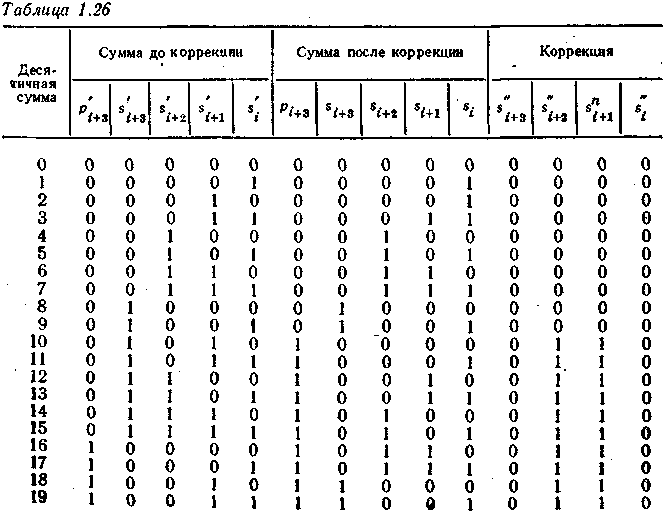 Таблица 1.26
Деся-
тичная
сумма
Сумма до коррекции Сумма после коррекции Коррекция
p′i+3 s′i+3 s′i+2 s′i+1 s′i pi+3 si+3 si+2 si+1 si s″i+3 s″i+2 sⁿi+1 s″i
0 0 0 0 0 0 0 0 0 0 0 0 0 0 0
1 0 0 0 0 1 0 0 0 0 1 0 0 0 0
2 0 0 0 1 0 0 0 0 0 1 0 0 0 0
3 0 0 0 1 1 0 0 0 1 1 0 0 0 0
4 0 0 1 0 0 0 0 1 0 0 0 0 0 0
5 0 0 1 0 1 0 0 1 0 1 0 0 0 0
6 0 0 1 1 0 0 0 1 1 0 0 0 0 0
7 0 0 1 1 1 0 0 1 1 1 0 0 0 0
8 0 1 0 0 0 0 1 0 0 0 0 0 0 0
9 0 1 0 0 1 0 1 0 0 1 0 0 0 0
10 0 1 0 1 0 1 0 0 0 0 0 1 1 0
11 0 1 0 1 1 1 0 0 0 1 0 1 1 0
12 0 1 1 0 0 1 0 0 1 0 0 1 1 0
13 0 1 1 0 1 1 0 0 1 1 0 1 1 0
14 0 1 1 1 0 1 0 1 0 0 0 1 1 0
15 0 1 1 1 1 1 0 1 0 1 0 1 1 0
16 1 0 0 0 0 1 0 1 1 0 0 1 1 0
17 1 0 0 0 1 1 0 1 1 1 0 1 1 0
18 1 0 0 1 0 1 1 0 0 0 0 1 1 0
19 1 0 0 1 1 1 1 0 0 1 0 1 1 0